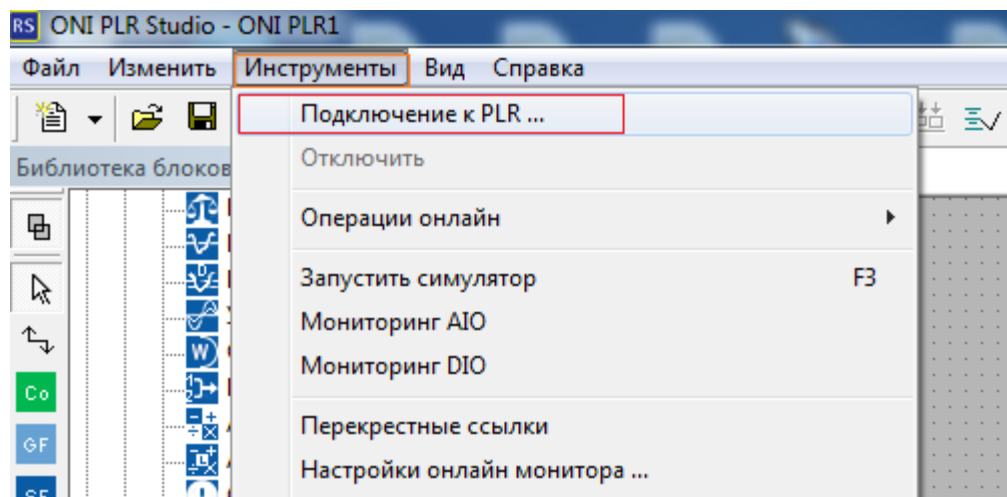 RS ONI PLR Studio - ONI PLR1
Файл Изменить Инструменты Вид Справка
Подключение к PLR ...
Отключить
Библиотека блоков
Операции онлайн
Запустить симулятор F3
Мониторинг AIO
Мониторинг DIO
Перекрестные ссылки
Настройки онлайн монитора ...
W
Co
GF
SF